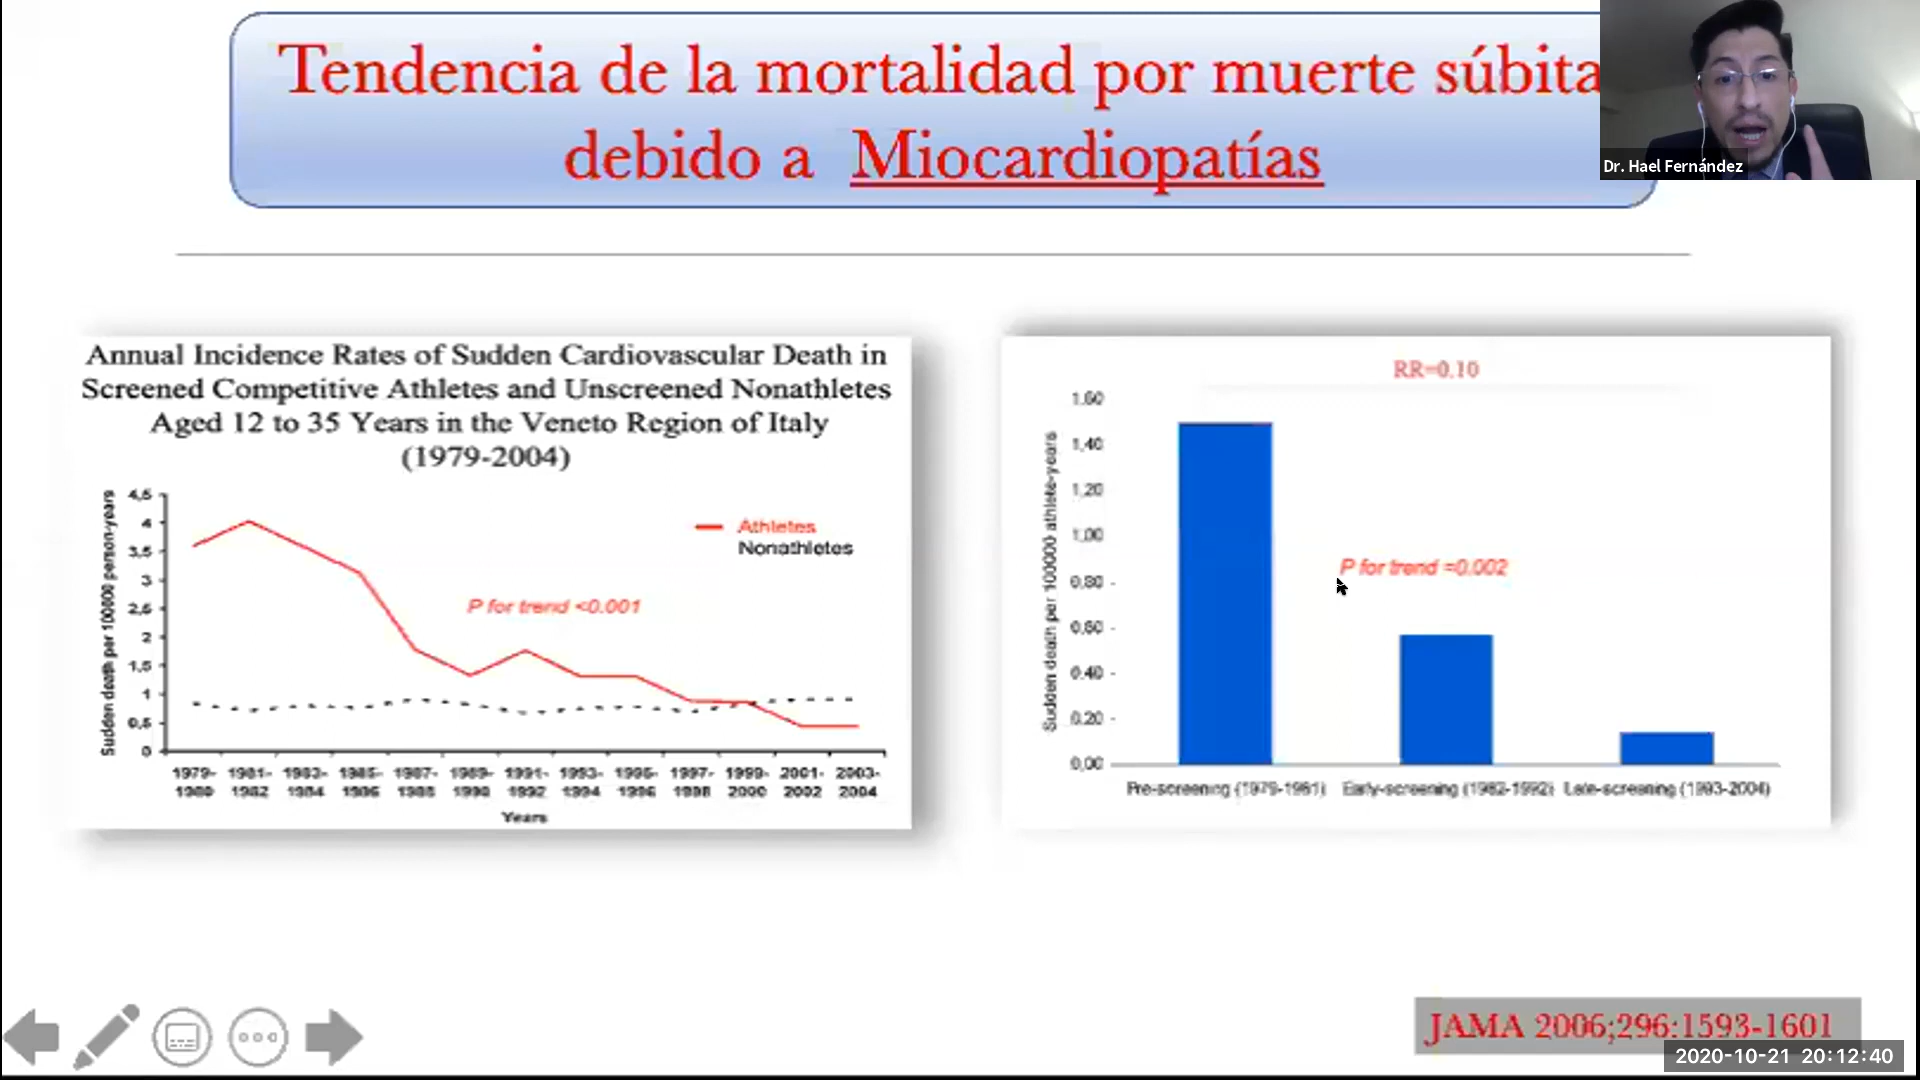 Tendencia de la mortalidad por muerte súbita
debido a Miocardiopatías
Dr. Hael Fernández
Annual Incidence Rates of Sudden Cardiovascular Death in
Screened Competitive Athletes and Unscreened Nonathletes
Aged 12 to 35 Years in the Veneto Region of Italy
(1979-2004)
Sudden death per 100000 person-years
4,5
4
3,5
3
2,5
2
1,5
1
0,5
0
Athletes
Nonathletes
P for trend <0.001
1979- 1981- 1983- 1985- 1987- 1989- 1991- 1993- 1995- 1997- 1999- 2001- 2003-
1980 1982 1984 1986 1988 1990 1992 1994 1996 1998 2000 2002 2004
Years
RR=0.10
Sudden death per 100000 athlete-years
1.60
1,40
1,20
1,00
0,80
0,60
0.40
0.20
0,00
P for trend =0.002
Pre-screening (1979-1981) Early-screening (1982-1992) Late-screening (1993-2004)
JAMA 2006;296:1593-1601
2020-10-21 20:12:40